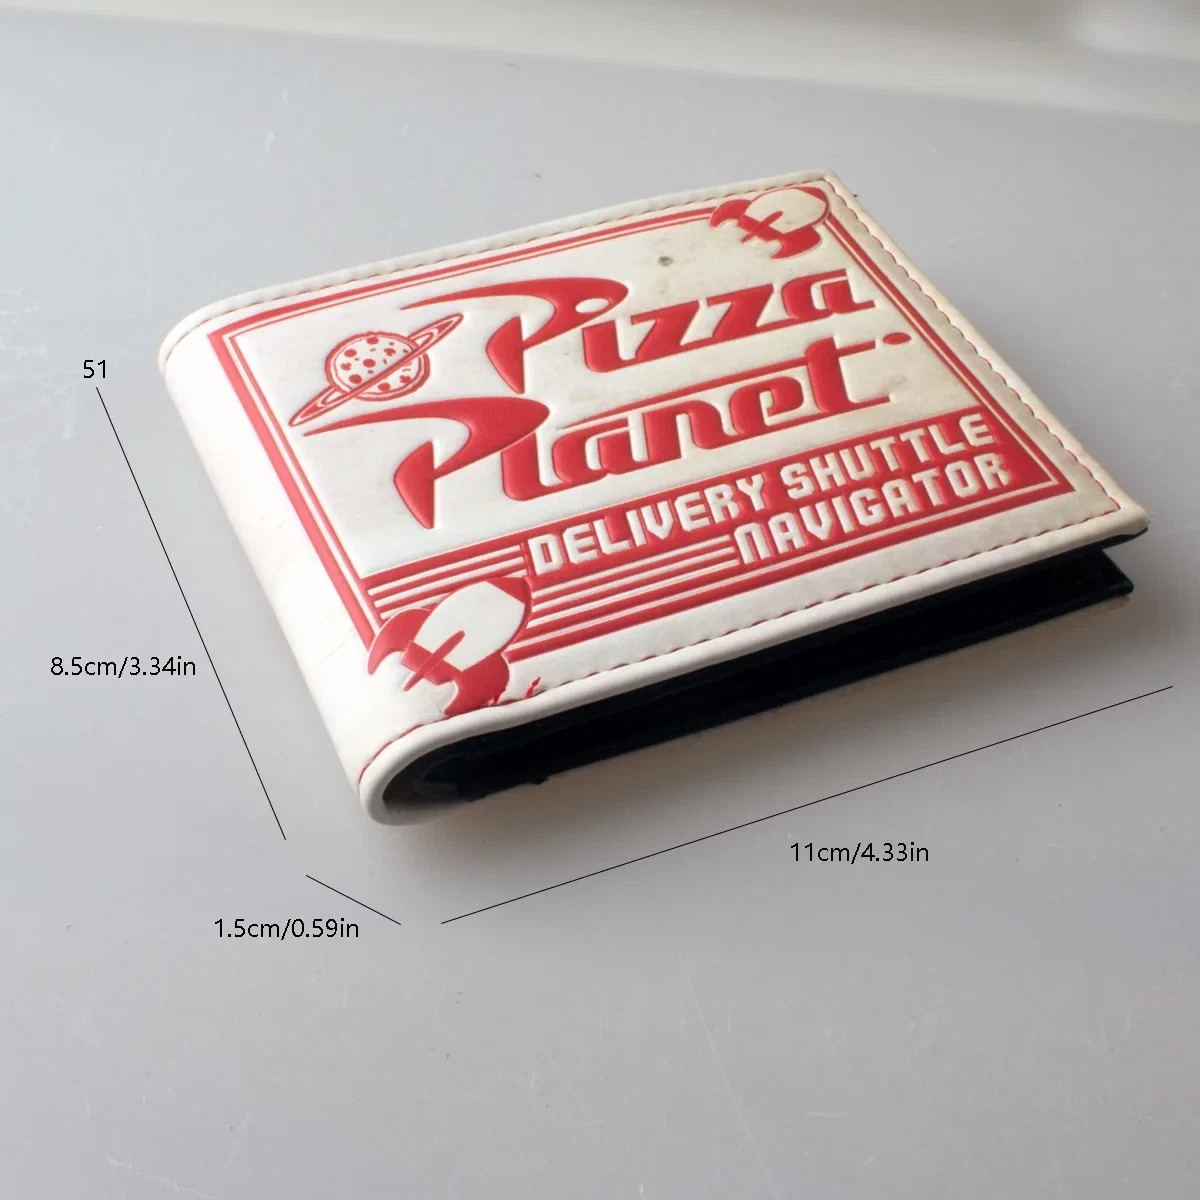 Pizza
Planet
DELIVERY SHUTTLE
NAVIGATOR
51
8.5cm/3.34in
1.5cm/0.59in
11cm/4.33in